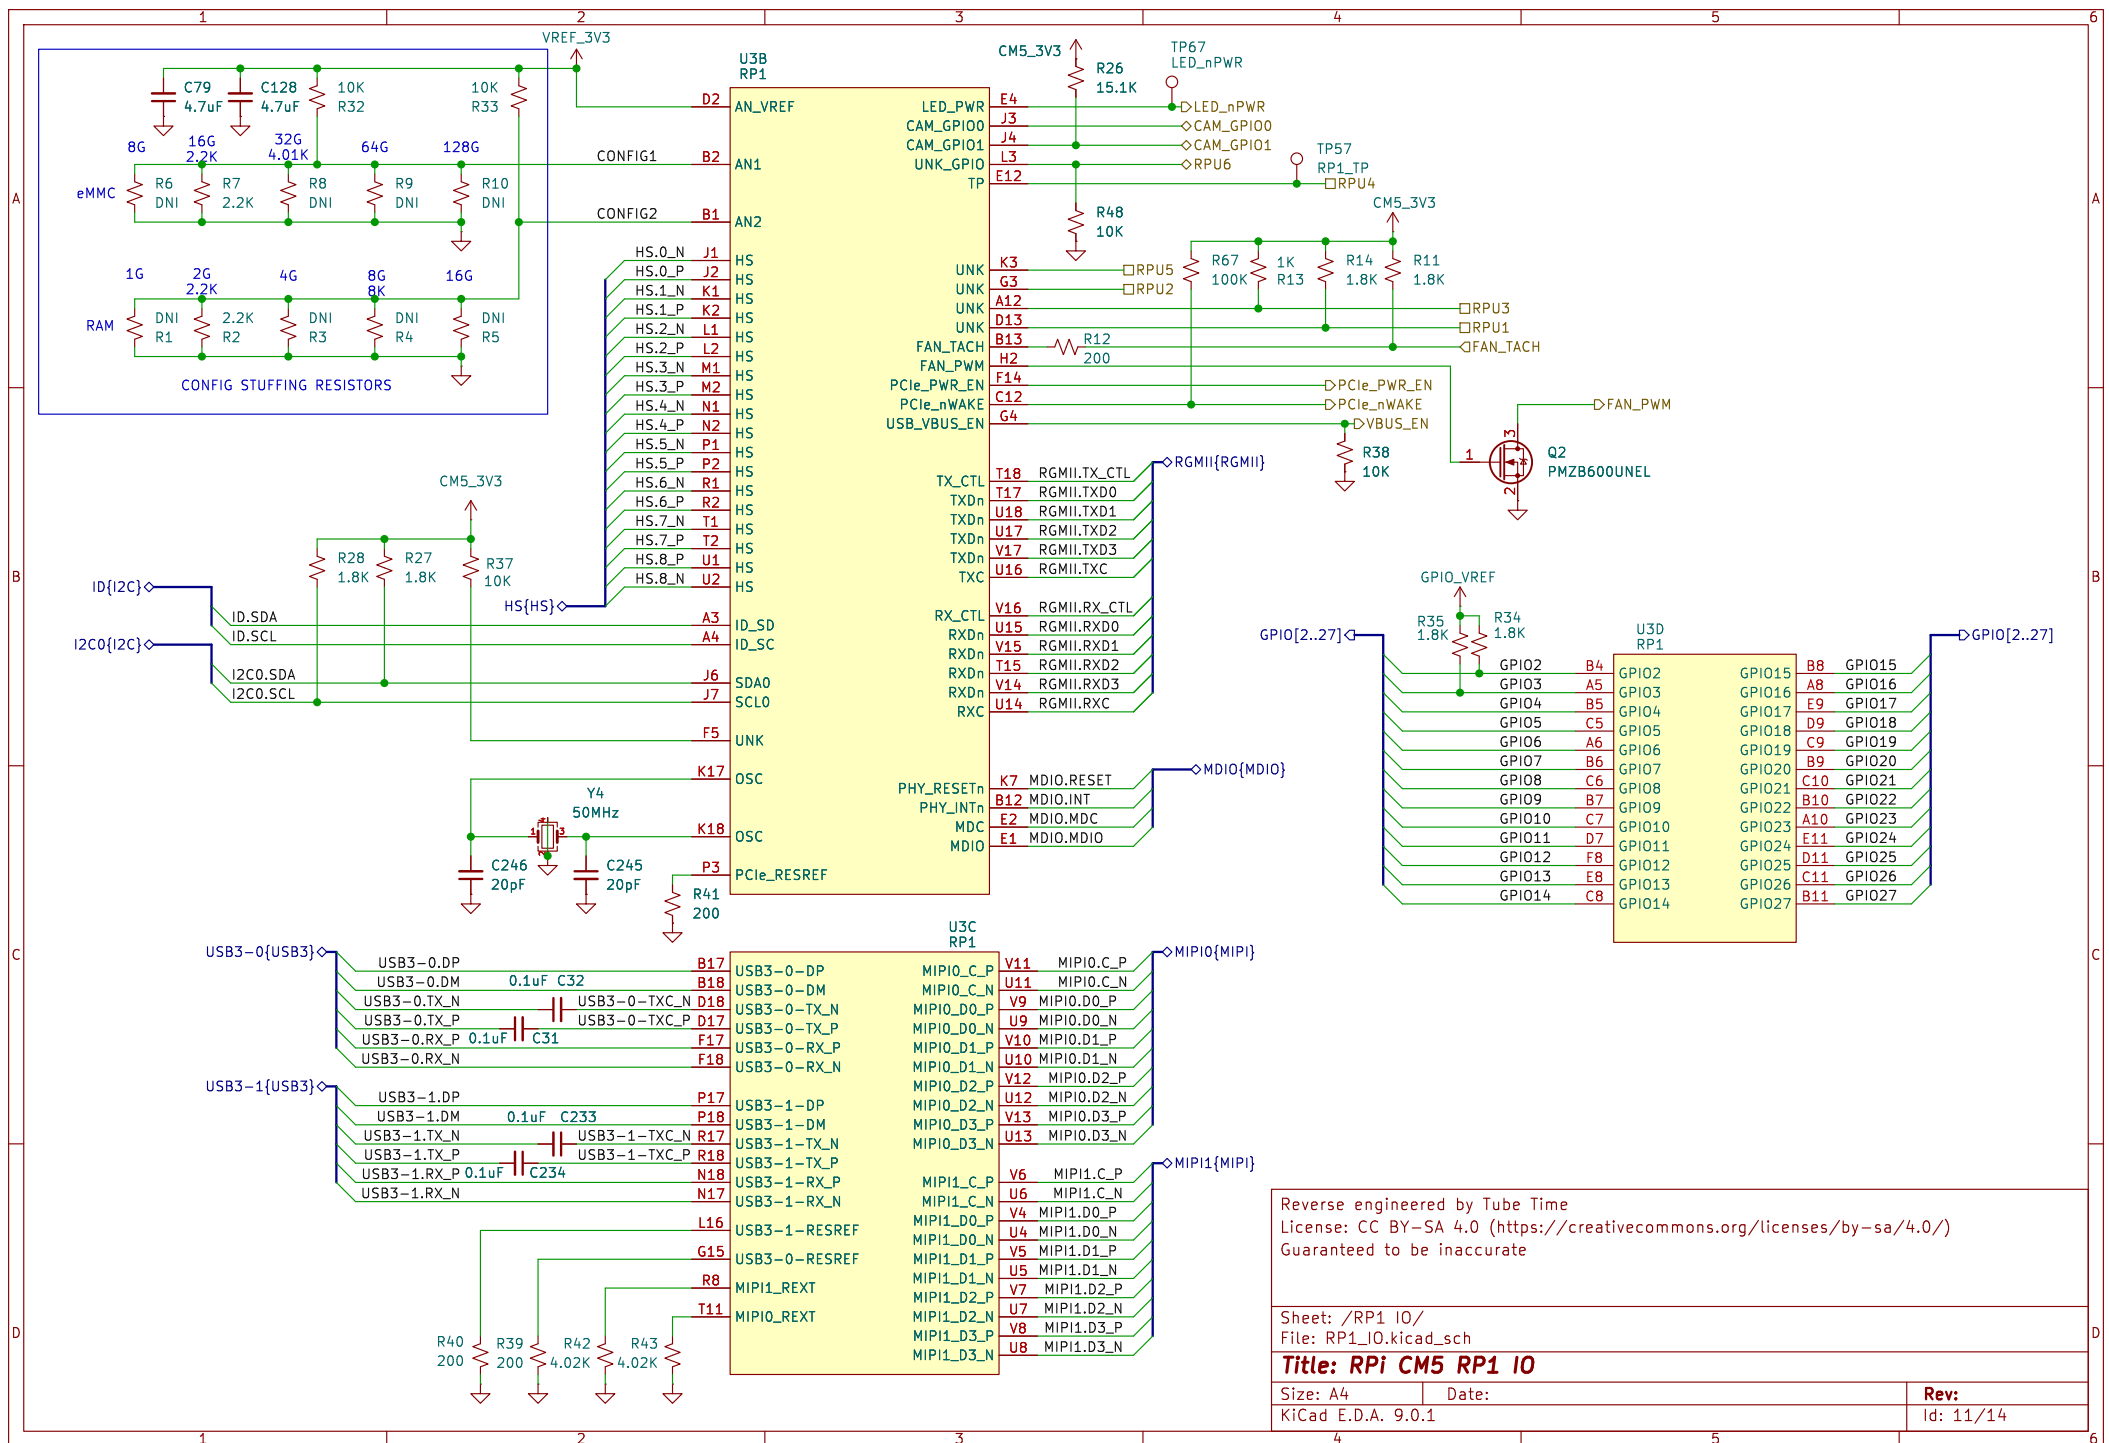 1 2 3 4 5 6
A
B
C
D
VREF_3V3
C79
4.7uF
C128
4.7uF
10K
R32
10K
R33
8G
16G
2.2K
32G
4.01K
64G
128G
eMMC
R6
DNI
R7
2.2K
R8
DNI
R9
DNI
R10
DNI
CONFIG1
CONFIG2
1G
2G
2.2K
4G
8G
8K
16G
RAM
DNI
R1
2.2K
R2
DNI
R3
DNI
R4
DNI
R5
CONFIG STUFFING RESISTORS
U3B
RP1
D2 AN_VREF
B2 AN1
B1 AN2
HS.0_N J1 HS
HS.0_P J2 HS
HS.1_N K1 HS
HS.1_P K2 HS
HS.2_N L1 HS
HS.2_P L2 HS
HS.3_N M1 HS
HS.3_P M2 HS
HS.4_N N1 HS
HS.4_P N2 HS
HS.5_N P1 HS
HS.5_P P2 HS
HS.6_N R1 HS
HS.6_P R2 HS
HS.7_N T1 HS
HS.7_P T2 HS
HS.8_P U1 HS
HS.8_N U2 HS
HS{HS}
CM5_3V3
R28
1.8K
R27
1.8K
R37
10K
ID{I2C}
ID.SDA A3 ID_SD
ID.SCL A4 ID_SC
I2C0{I2C}
I2C0.SDA J6 SDA0
I2C0.SCL J7 SCL0
F5 UNK
K17 OSC
Y4
50MHz
1 3 4 2
K18 OSC
C246
20pF
C245
20pF
P3 PCIe_RESREF
R41
200
CM5_3V3
R26
15.1K
TP67
LED_nPWR
LED_PWR E4 LED_nPWR
CAM_GPIO0 J3 CAM_GPIO0
CAM_GPIO1 J4 CAM_GPIO1
UNK_GPIO L3 RPU6
TP E12 RPU4
TP57
RP1_TP
R48
10K
CM5_3V3
R67
100K
1K
R13
R14
1.8K
R11
1.8K
UNK K3 RPU5
UNK G3 RPU2
UNK A12 RPU3
UNK D13 RPU1
FAN_TACH B13 R12 FAN_TACH
200
FAN_PWM H2
PCIe_PWR_EN F14 PCIe_PWR_EN
PCIe_nWAKE C12 PCIe_nWAKE
USB_VBUS_EN G4 VBUS_EN
R38
10K
FAN_PWM
3
1
2
Q2
PMZB600UNEL
RGMII{RGMII}
TX_CTL T18 RGMII.TX_CTL
TXDn T17 RGMII.TXD0
TXDn U18 RGMII.TXD1
TXDn U17 RGMII.TXD2
TXDn V17 RGMII.TXD3
TXC U16 RGMII.TXC
RX_CTL V16 RGMII.RX_CTL
RXDn U15 RGMII.RXD0
RXDn V15 RGMII.RXD1
RXDn T15 RGMII.RXD2
RXDn V14 RGMII.RXD3
RXC U14 RGMII.RXC
MDIO{MDIO}
PHY_RESETn K7 MDIO.RESET
PHY_INTn B12 MDIO.INT
MDC E2 MDIO.MDC
MDIO E1 MDIO.MDIO
GPIO_VREF
R35
1.8K
R34
1.8K
GPIO[2..27]
U3D
RP1
GPIO[2..27]
GPIO2 B4 GPIO2 GPIO15 B8 GPIO15
GPIO3 A5 GPIO3 GPIO16 A8 GPIO16
GPIO4 B5 GPIO4 GPIO17 E9 GPIO17
GPIO5 C5 GPIO5 GPIO18 D9 GPIO18
GPIO6 A6 GPIO6 GPIO19 C9 GPIO19
GPIO7 B6 GPIO7 GPIO20 B9 GPIO20
GPIO8 C6 GPIO8 GPIO21 C10 GPIO21
GPIO9 B7 GPIO9 GPIO22 B10 GPIO22
GPIO10 C7 GPIO10 GPIO23 A10 GPIO23
GPIO11 D7 GPIO11 GPIO24 E11 GPIO24
GPIO12 F8 GPIO12 GPIO25 D11 GPIO25
GPIO13 E8 GPIO13 GPIO26 C11 GPIO26
GPIO14 C8 GPIO14 GPIO27 B11 GPIO27
U3C
RP1
USB3-0{USB3}
USB3-0.DP B17 USB3-0-DP
USB3-0.DM B18 USB3-0-DM
0.1uF C32
USB3-0.TX_N USB3-0-TXC_N D18 USB3-0-TX_N
USB3-0.TX_P USB3-0-TXC_P D17 USB3-0-TX_P
0.1uF C31
USB3-0.RX_P F17 USB3-0-RX_P
USB3-0.RX_N F18 USB3-0-RX_N
USB3-1{USB3}
USB3-1.DP P17 USB3-1-DP
USB3-1.DM P18 USB3-1-DM
0.1uF C233
USB3-1.TX_N USB3-1-TXC_N R17 USB3-1-TX_N
USB3-1.TX_P USB3-1-TXC_P R18 USB3-1-TX_P
0.1uF C234
USB3-1.RX_P N18 USB3-1-RX_P
USB3-1.RX_N N17 USB3-1-RX_N
L16 USB3-1-RESREF
G15 USB3-0-RESREF
R8 MIPI1_REXT
T11 MIPI0_REXT
R40
200
R39
200
R42
4.02K
R43
4.02K
MIPI0{MIPI}
MIPI0_C_P V11 MIPI0.C_P
MIPI0_C_N U11 MIPI0.C_N
MIPI0_D0_P V9 MIPI0.D0_P
MIPI0_D0_N U9 MIPI0.D0_N
MIPI0_D1_P V10 MIPI0.D1_P
MIPI0_D1_N U10 MIPI0.D1_N
MIPI0_D2_P V12 MIPI0.D2_P
MIPI0_D2_N U12 MIPI0.D2_N
MIPI0_D3_P V13 MIPI0.D3_P
MIPI0_D3_N U13 MIPI0.D3_N
MIPI1{MIPI}
MIPI1_C_P V6 MIPI1.C_P
MIPI1_C_N U6 MIPI1.C_N
MIPI1_D0_P V4 MIPI1.D0_P
MIPI1_D0_N U4 MIPI1.D0_N
MIPI1_D1_P V5 MIPI1.D1_P
MIPI1_D1_N U5 MIPI1.D1_N
MIPI1_D2_P V7 MIPI1.D2_P
MIPI1_D2_N U7 MIPI1.D2_N
MIPI1_D3_P V8 MIPI1.D3_P
MIPI1_D3_N U8 MIPI1.D3_N
Reverse engineered by Tube Time
License: CC BY-SA 4.0 (https://creativecommons.org/licenses/by-sa/4.0/)
Guaranteed to be inaccurate
Sheet: /RP1 IO/
File: RP1_IO.kicad_sch
Title: RPi CM5 RP1 IO
Size: A4 Date: Rev:
KiCad E.D.A. 9.0.1 Id: 11/14
A
B
C
D
1 2 3 4 5 6